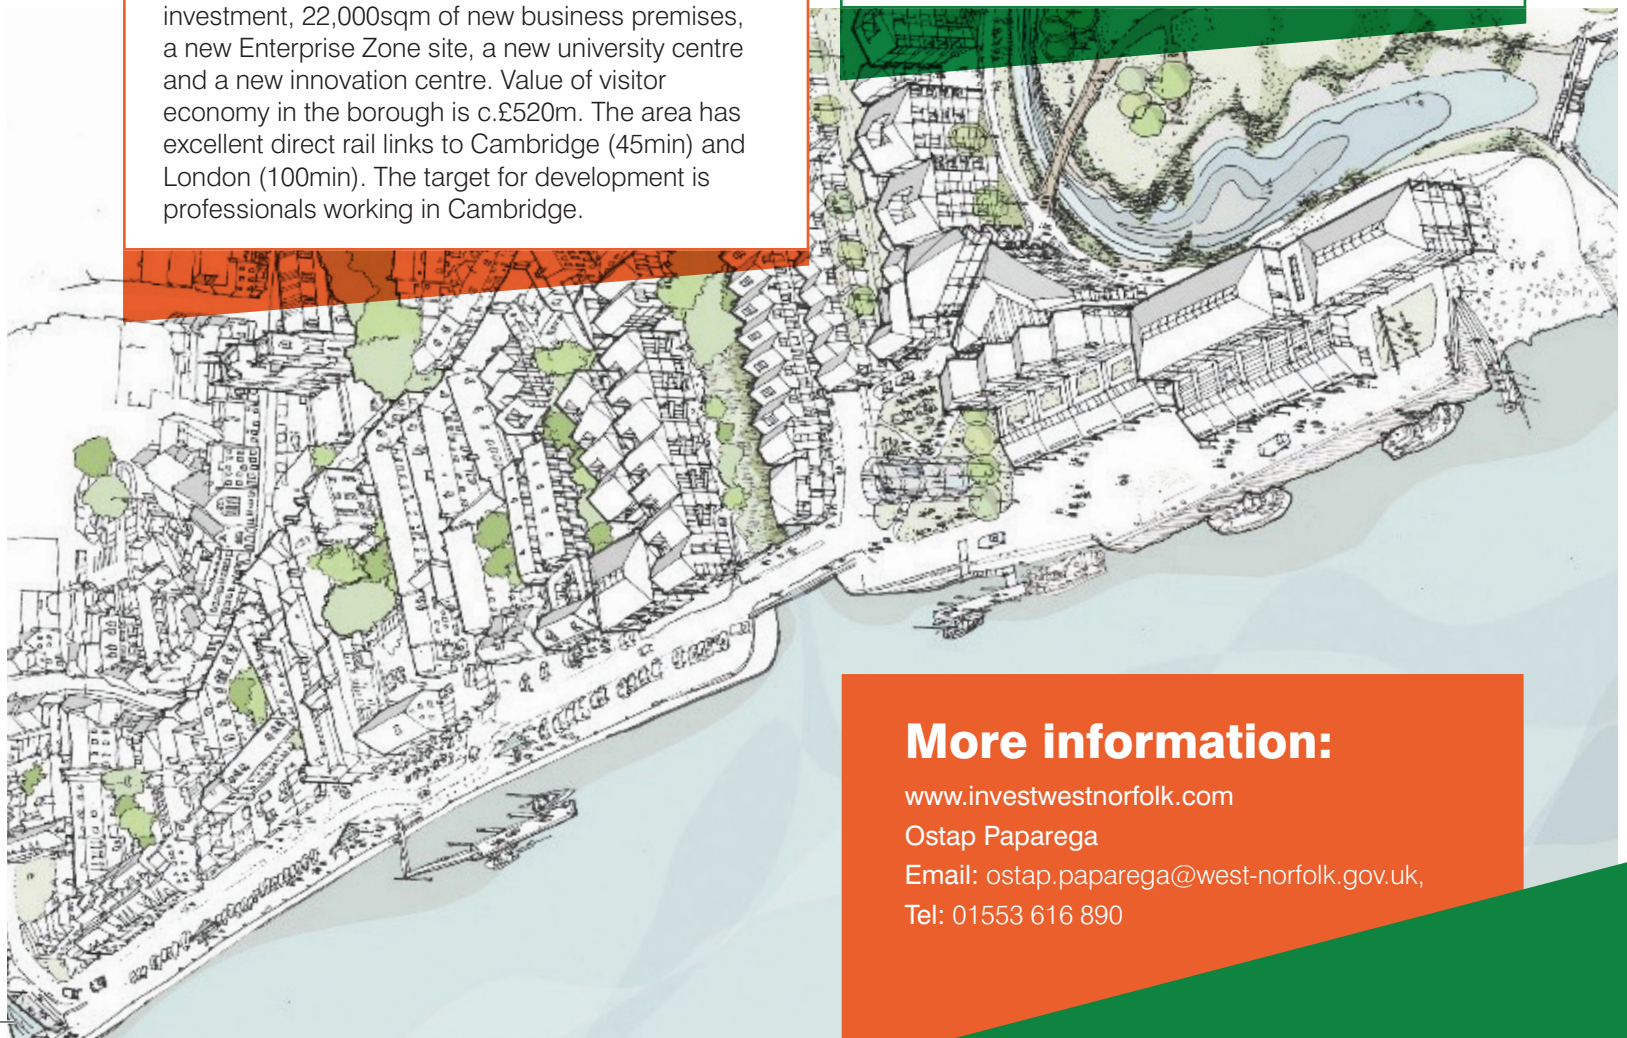 investment, 22,000sqm of new business premises,
a new Enterprise Zone site, a new university centre
and a new innovation centre. Value of visitor
economy in the borough is c.£520m. The area has
excellent direct rail links to Cambridge (45min) and
London (100min). The target for development is
professionals working in Cambridge.
More information:
www.investwestnorfolk.com
Ostap Paparega
Email: ostap.paparega@west-norfolk.gov.uk,
Tel: 01553 616 890